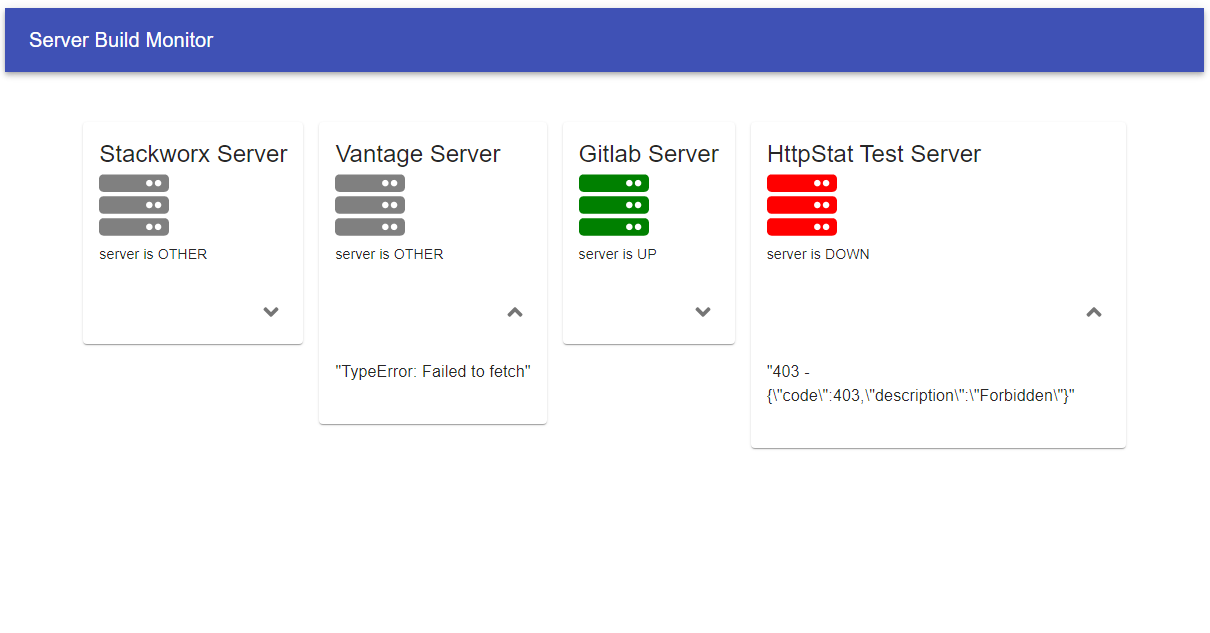 Server Build Monitor
Stackworx Server
server is OTHER
Vantage Server
server is OTHER
"TypeError: Failed to fetch"
Gitlab Server
server is UP
HttpStat Test Server
server is DOWN
"403 -
{\"code\":403,\"description\":\"Forbidden\"}"